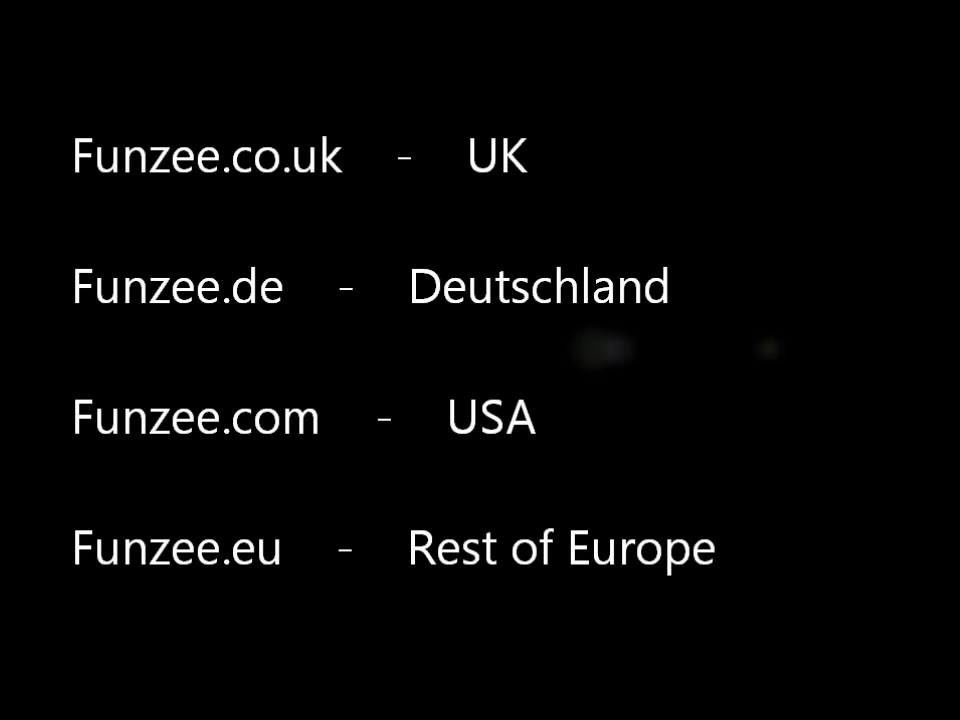 Funzee.co.uk - UK
Funzee.de - Deutschland
Funzee.com - USA
Funzee.eu - Rest of Europe